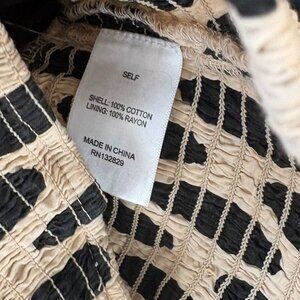 SELF
SHELL: 100% COTTON
LINING: 100% RAYON
MADE IN CHINA
RN132829